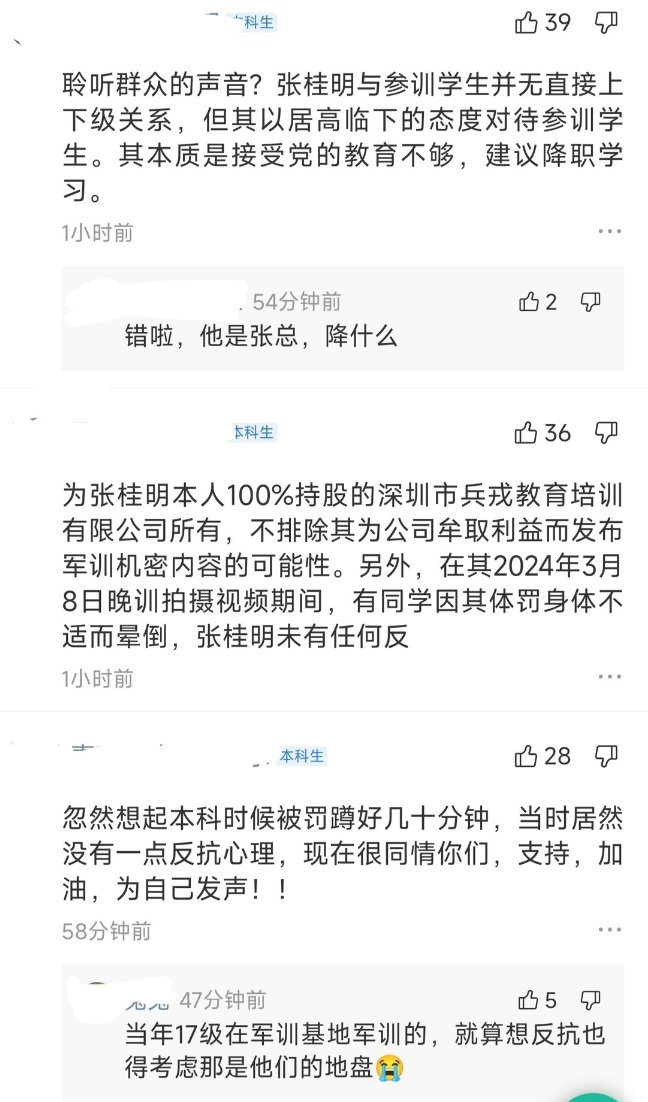 本科生
39
聆听群众的声音？张桂明与参训学生并无直接上
下级关系，但其以居高临下的态度对待参训学
生。其本质是接受党的教育不够，建议降职学
习。
1小时前
54分钟前
2
错啦，他是张总，降什么
本科生
36
为张桂明本人100%持股的深圳市兵戎教育培训
有限公司所有，不排除其为公司牟取利益而发布
军训机密内容的可能性。另外，在其2024年3月
8日晚训拍摄视频期间，有同学因其体罚身体不
适而晕倒，张桂明未有任何反
1小时前
本科生
28
忽然想起本科时候被罚蹲好几十分钟，当时居然
没有一点反抗心理，现在很同情你们，支持，加
油，为自己发声！！
58分钟前
47分钟前
5
当年17级在军训基地军训的，就算想反抗也
得考虑那是他们的地盘😭